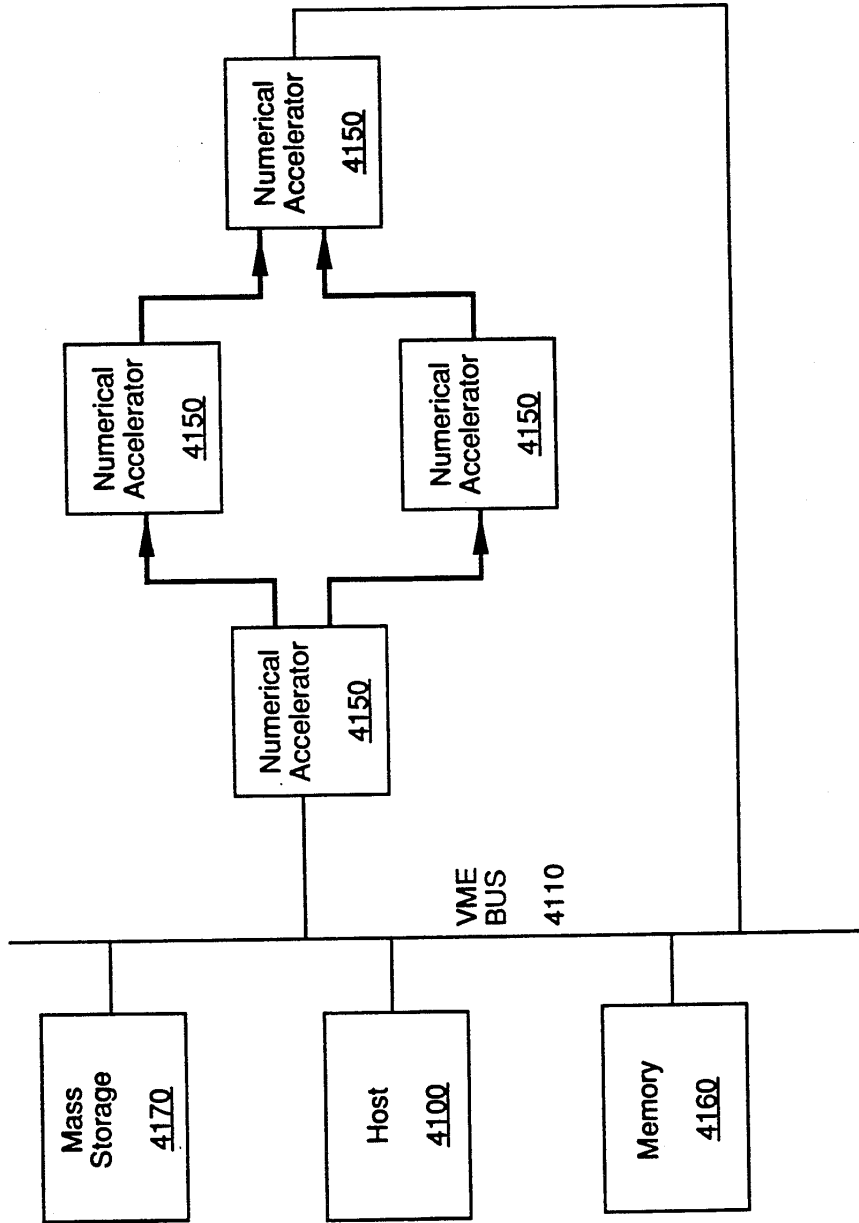 Mass
Storage
4170
Host
4100
Memory
4160
VME
BUS
4110
Numerical
Accelerator
4150
Numerical
Accelerator
4150
Numerical
Accelerator
4150
Numerical
Accelerator
4150